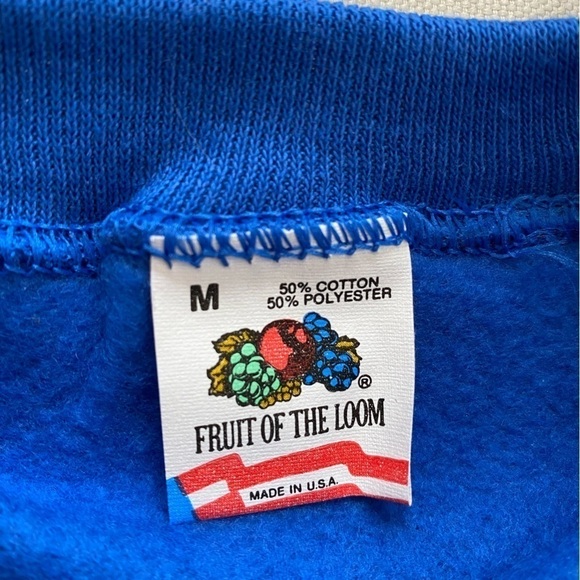 M
50% COTTON
50% POLYESTER
®
FRUIT OF THE LOOM
MADE IN U.S.A.